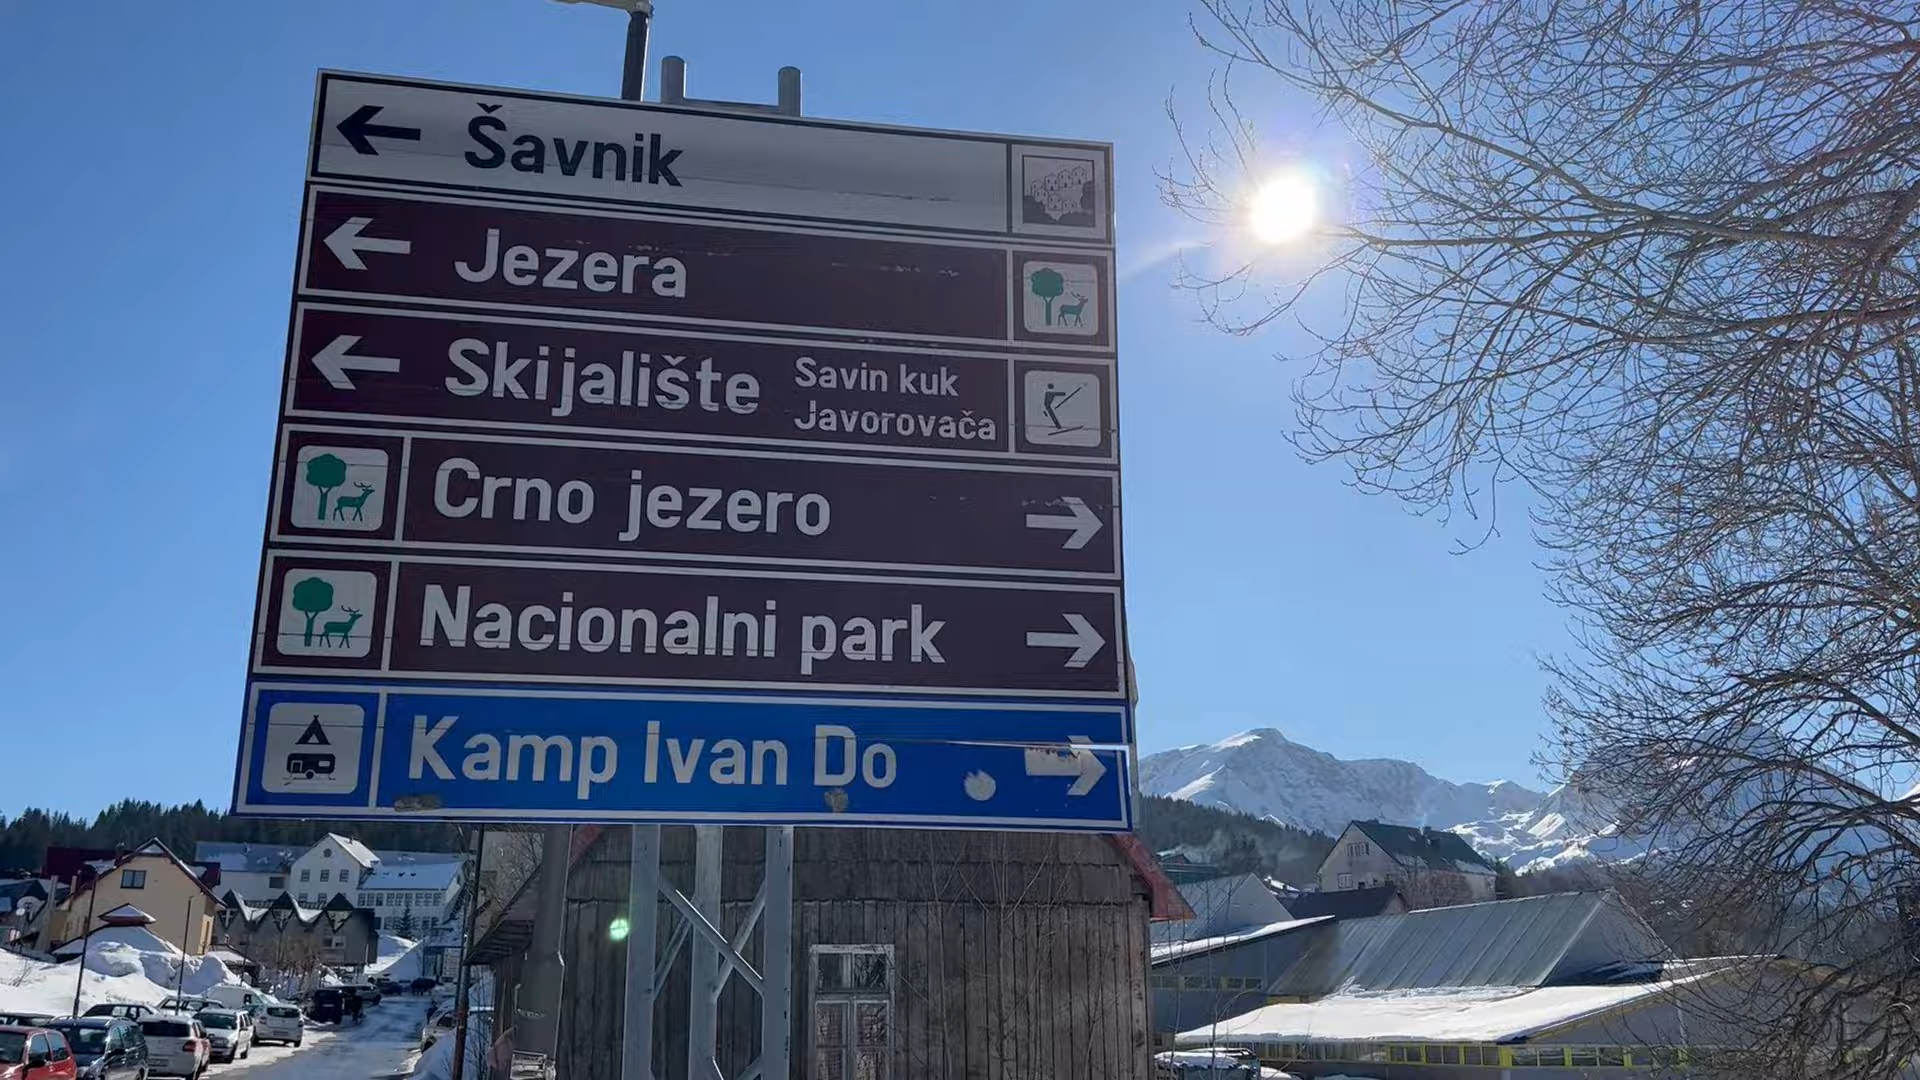 Šavnik
Jezera
Skijalište Savin kuk
Javorovača
Crno jezero
Nacionalni park
Kamp Ivan Do